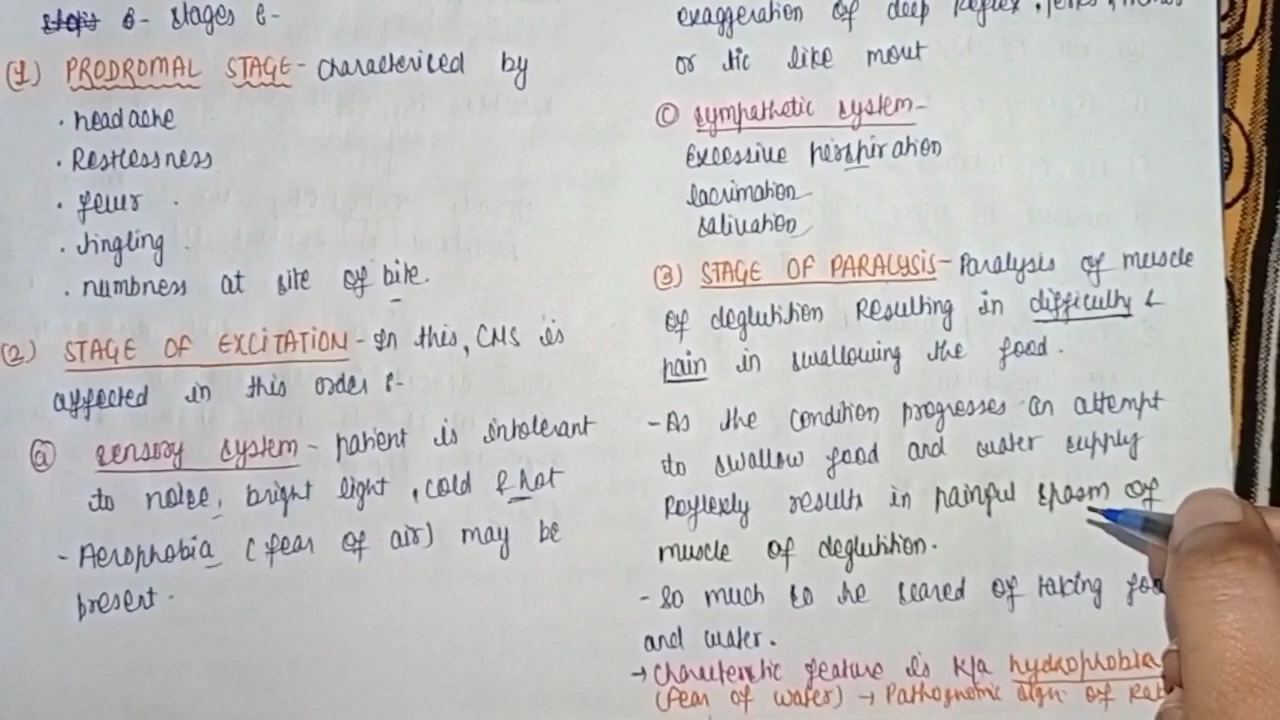 stages :-
(1) PRODROMAL STAGE - characterised by
· headache
· Restlessness
· fever
· tingling
· numbness at site of bite.
(2) STAGE OF EXCITATION - In this, CNS is
affected in this order :-
(a) sensory system - patient is intolerant
to noise, bright light, cold & hot
- Aerophobia (fear of air) may be
present.
exaggeration of deep Reflex,
or tic like
(C) sympathetic system -
Excessive perspiration
lacrimation
salivation
(3) STAGE OF PARALYSIS - Paralysis of muscle
of deglutition Resulting in difficulty &
pain in swallowing the food.
- As the condition progresses an attempt
to swallow food and water supply
Reflexly results in painful spasm of
muscle of deglutition.
- so much so he scared of taking
and water.
→ Characteristic feature is k/a hydrophobia
(fear of water) → Pathognomic sign of